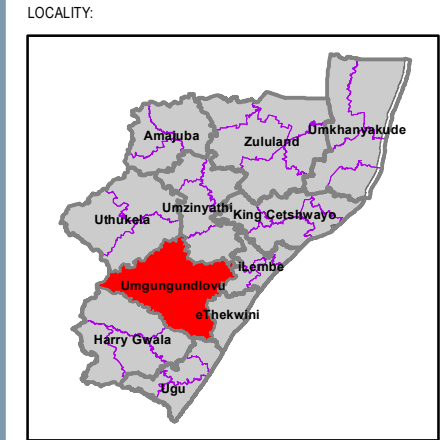 LOCALITY:
Amajuba
Zululand
Umkhanyakude
Uthukela
Umzinyathi
King Cetshwayo
iLembe
Umgungundlovu
eThekwini
Harry Gwala
Ugu